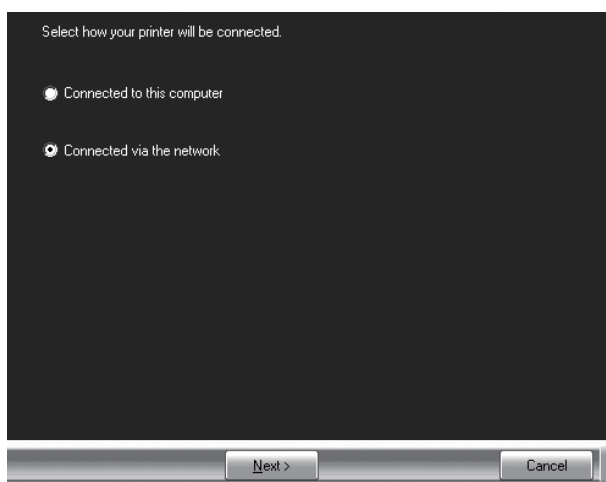 Select how your printer will be connected.
Connected to this computer
Connected via the network
Next >
Cancel